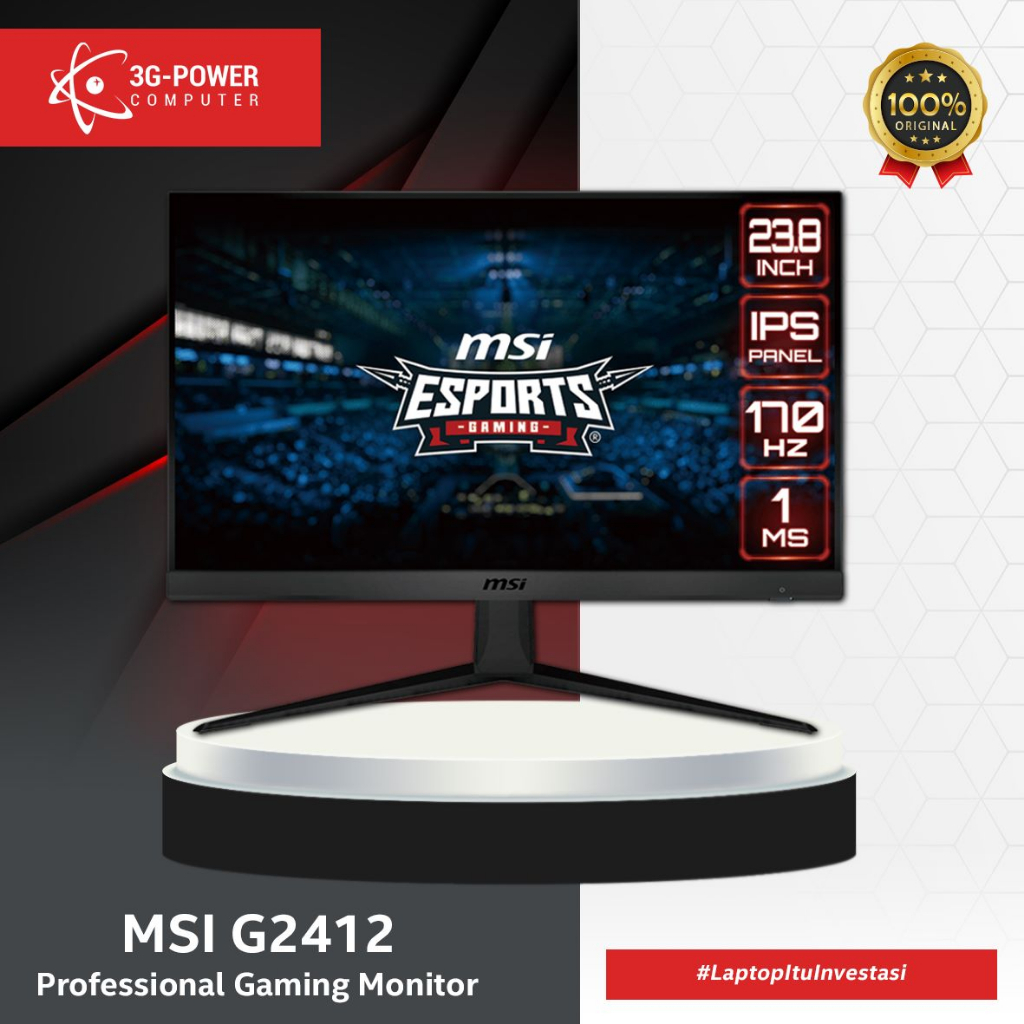 3G-POWER
COMPUTER
100%
ORIGINAL
23.8
INCH
IPS
PANEL
170
HZ
1
MS
msi
ESPORTS
-GAMING-
®
msi
MSI G2412
Professional Gaming Monitor
#LaptopItuInvestasi